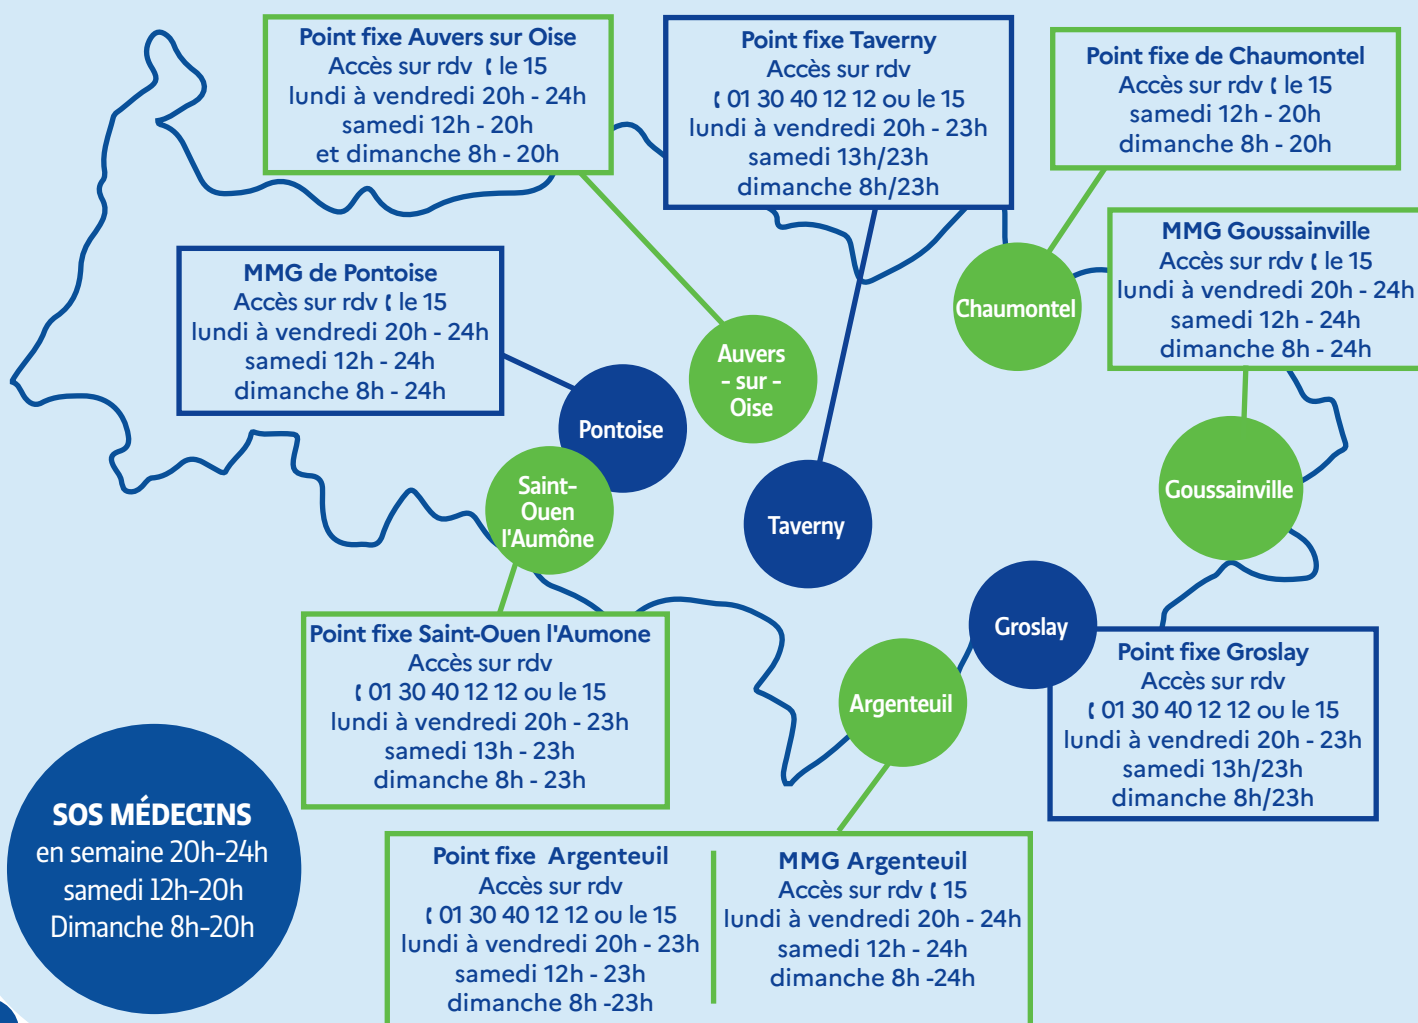 Point fixe Auvers sur Oise
Accès sur rdv le 15
lundi à vendredi 20h - 24h
samedi 12h - 20h
et dimanche 8h - 20h
Point fixe Taverny
Accès sur rdv
01 30 40 12 12 ou le 15
lundi à vendredi 20h - 23h
samedi 13h/23h
dimanche 8h/23h
Point fixe de Chaumontel
Accès sur rdv le 15
samedi 12h - 20h
dimanche 8h - 20h
MMG de Pontoise
Accès sur rdv le 15
lundi à vendredi 20h - 24h
samedi 12h - 24h
dimanche 8h - 24h
MMG Goussainville
Accès sur rdv le 15
lundi à vendredi 20h - 24h
samedi 12h - 24h
dimanche 8h - 24h
Chaumontel
Auvers
- sur -
Oise
Pontoise
Saint-
Ouen
l'Aumône
Taverny
Goussainville
Groslay
Argenteuil
Point fixe Saint-Ouen l'Aumone
Accès sur rdv
01 30 40 12 12 ou le 15
lundi à vendredi 20h - 23h
samedi 13h - 23h
dimanche 8h - 23h
Point fixe Groslay
Accès sur rdv
01 30 40 12 12 ou le 15
lundi à vendredi 20h - 23h
samedi 13h/23h
dimanche 8h/23h
SOS MÉDECINS
en semaine 20h-24h
samedi 12h-20h
Dimanche 8h-20h
Point fixe Argenteuil
Accès sur rdv
01 30 40 12 12 ou le 15
lundi à vendredi 20h - 23h
samedi 12h - 23h
dimanche 8h -23h
MMG Argenteuil
Accès sur rdv 15
lundi à vendredi 20h - 24h
samedi 12h - 24h
dimanche 8h -24h